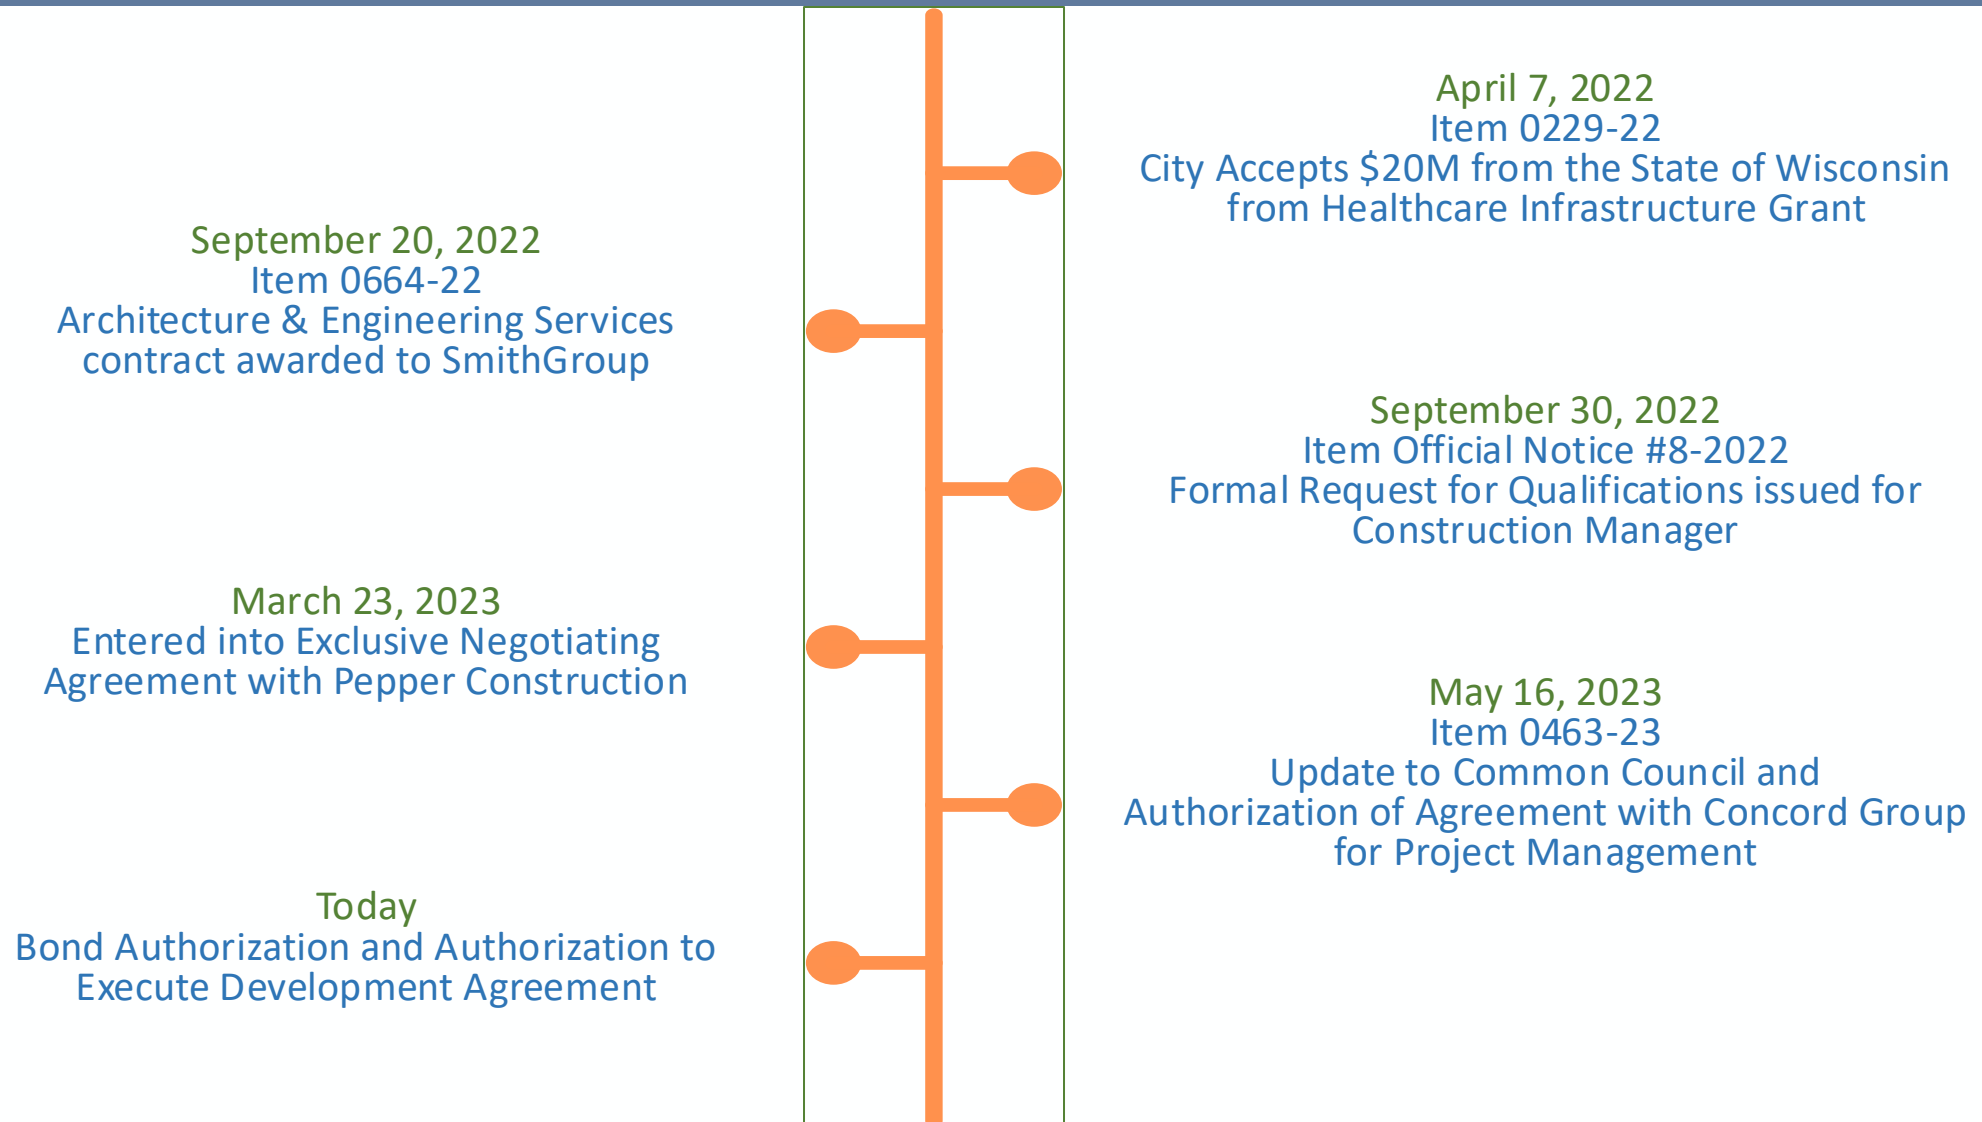 April 7, 2022
Item 0229-22
City Accepts $20M from the State of Wisconsin
from Healthcare Infrastructure Grant
September 20, 2022
Item 0664-22
Architecture & Engineering Services
contract awarded to SmithGroup
September 30, 2022
Item Official Notice #8-2022
Formal Request for Qualifications issued for
Construction Manager
March 23, 2023
Entered into Exclusive Negotiating
Agreement with Pepper Construction
May 16, 2023
Item 0463-23
Update to Common Council and
Authorization of Agreement with Concord Group
for Project Management
Today
Bond Authorization and Authorization to
Execute Development Agreement